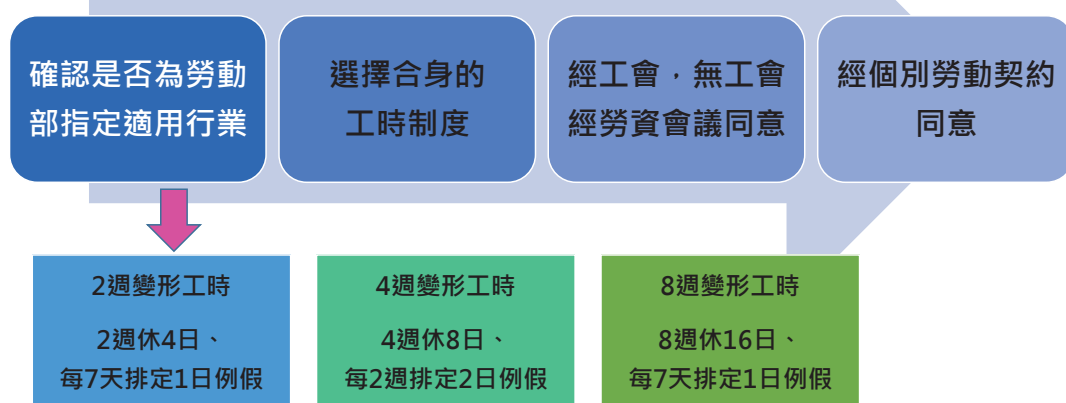 確認是否為勞動
部指定適用行業
選擇合身的
工時制度
經工會，無工會
經勞資會議同意
經個別勞動契約
同意
2週變形工時
2週休4日、
每7天排定1日例假
4週變形工時
4週休8日、
每2週排定2日例假
8週變形工時
8週休16日、
每7天排定1日例假